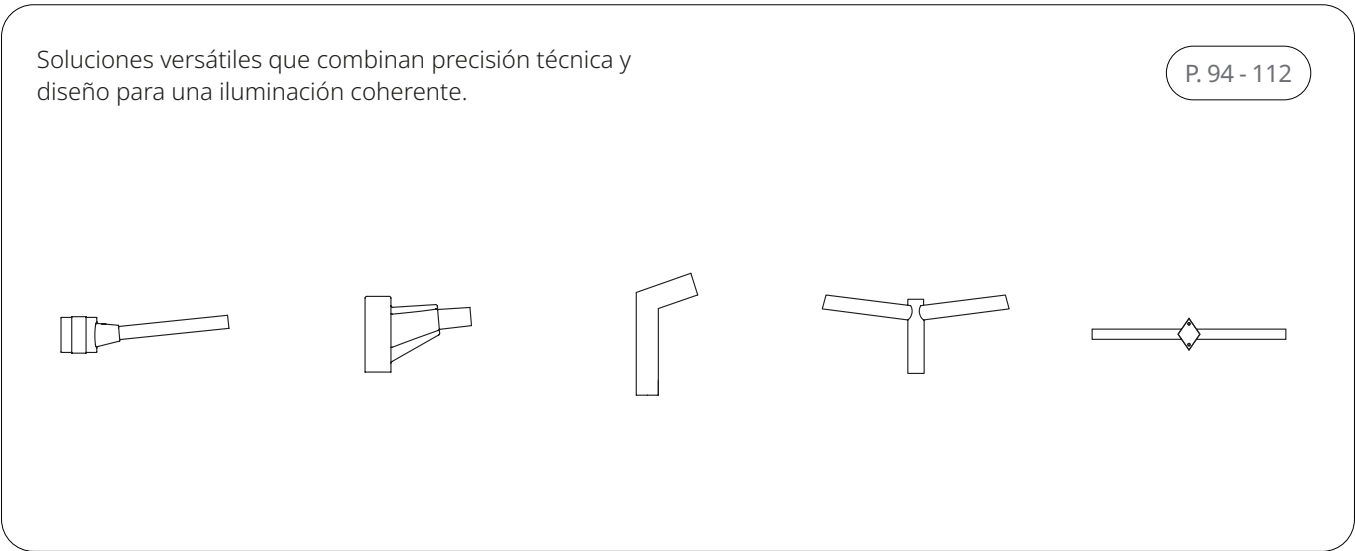 Soluciones versátiles que combinan precisión técnica y
diseño para una iluminación coherente.
P. 94 - 112